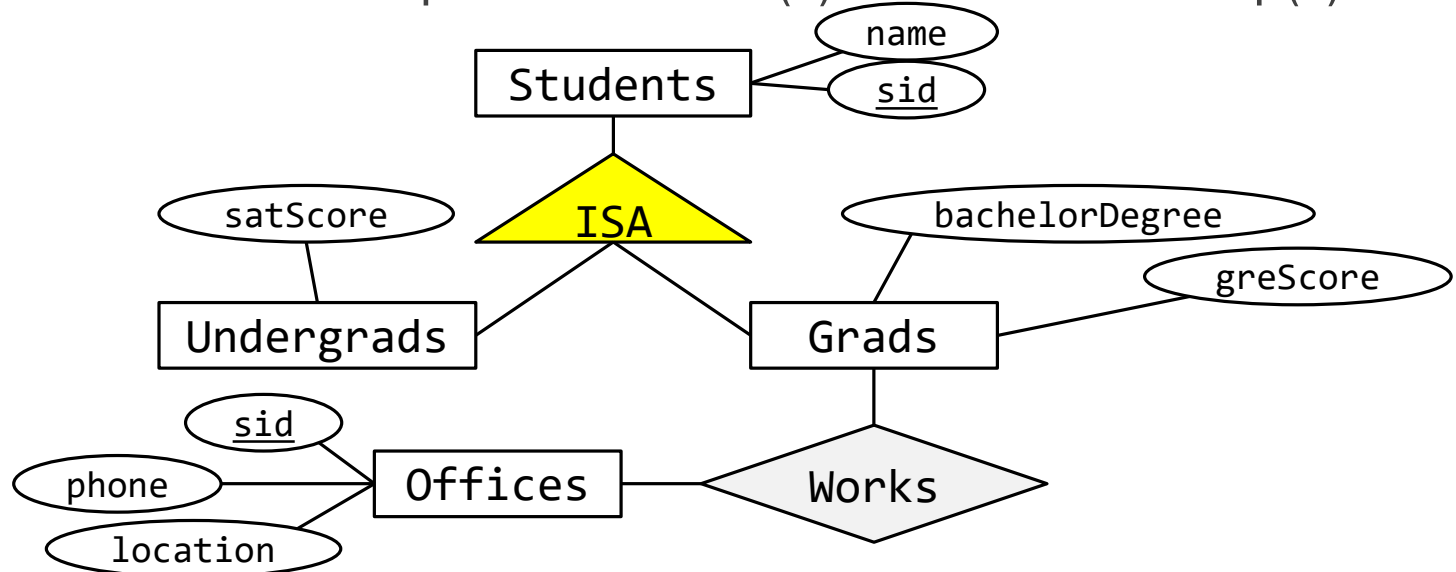 name
Students
sid
satScore
ISA
bachelorDegree
greScore
Undergrads
Grads
sid
phone
Offices
Works
location